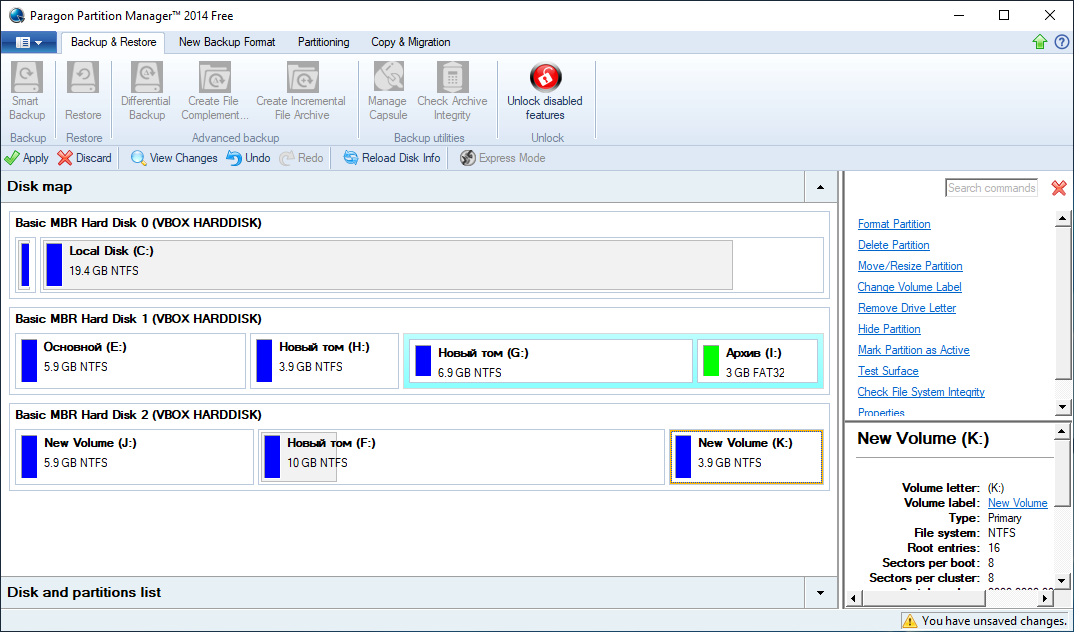 Paragon Partition Manager™ 2014 Free
Backup & Restore
New Backup Format
Partitioning
Copy & Migration
Smart Backup
Restore
Differential Backup
Create File Complement...
Create Incremental File Archive
Manage Capsule
Check Archive Integrity
Unlock disabled features
Backup
Restore
Advanced backup
Backup utilities
Unlock
Apply
Discard
View Changes
Undo
Redo
Reload Disk Info
Express Mode
Disk map
Basic MBR Hard Disk 0 (VBOX HARDDISK)
Local Disk (C:)
19.4 GB NTFS
Basic MBR Hard Disk 1 (VBOX HARDDISK)
Основной (E:)
5.9 GB NTFS
Новый том (H:)
3.9 GB NTFS
Новый том (G:)
6.9 GB NTFS
Архив (I:)
3 GB FAT32
Basic MBR Hard Disk 2 (VBOX HARDDISK)
New Volume (J:)
5.9 GB NTFS
Новый том (F:)
10 GB NTFS
New Volume (K:)
3.9 GB NTFS
Disk and partitions list
Search commands
Format Partition
Delete Partition
Move/Resize Partition
Change Volume Label
Remove Drive Letter
Hide Partition
Mark Partition as Active
Test Surface
Check File System Integrity
Properties
New Volume (K:)
Volume letter: (K:)
Volume label: New Volume
Type: Primary
File system: NTFS
Root entries: 16
Sectors per boot: 8
Sectors per cluster: 8
You have unsaved changes.